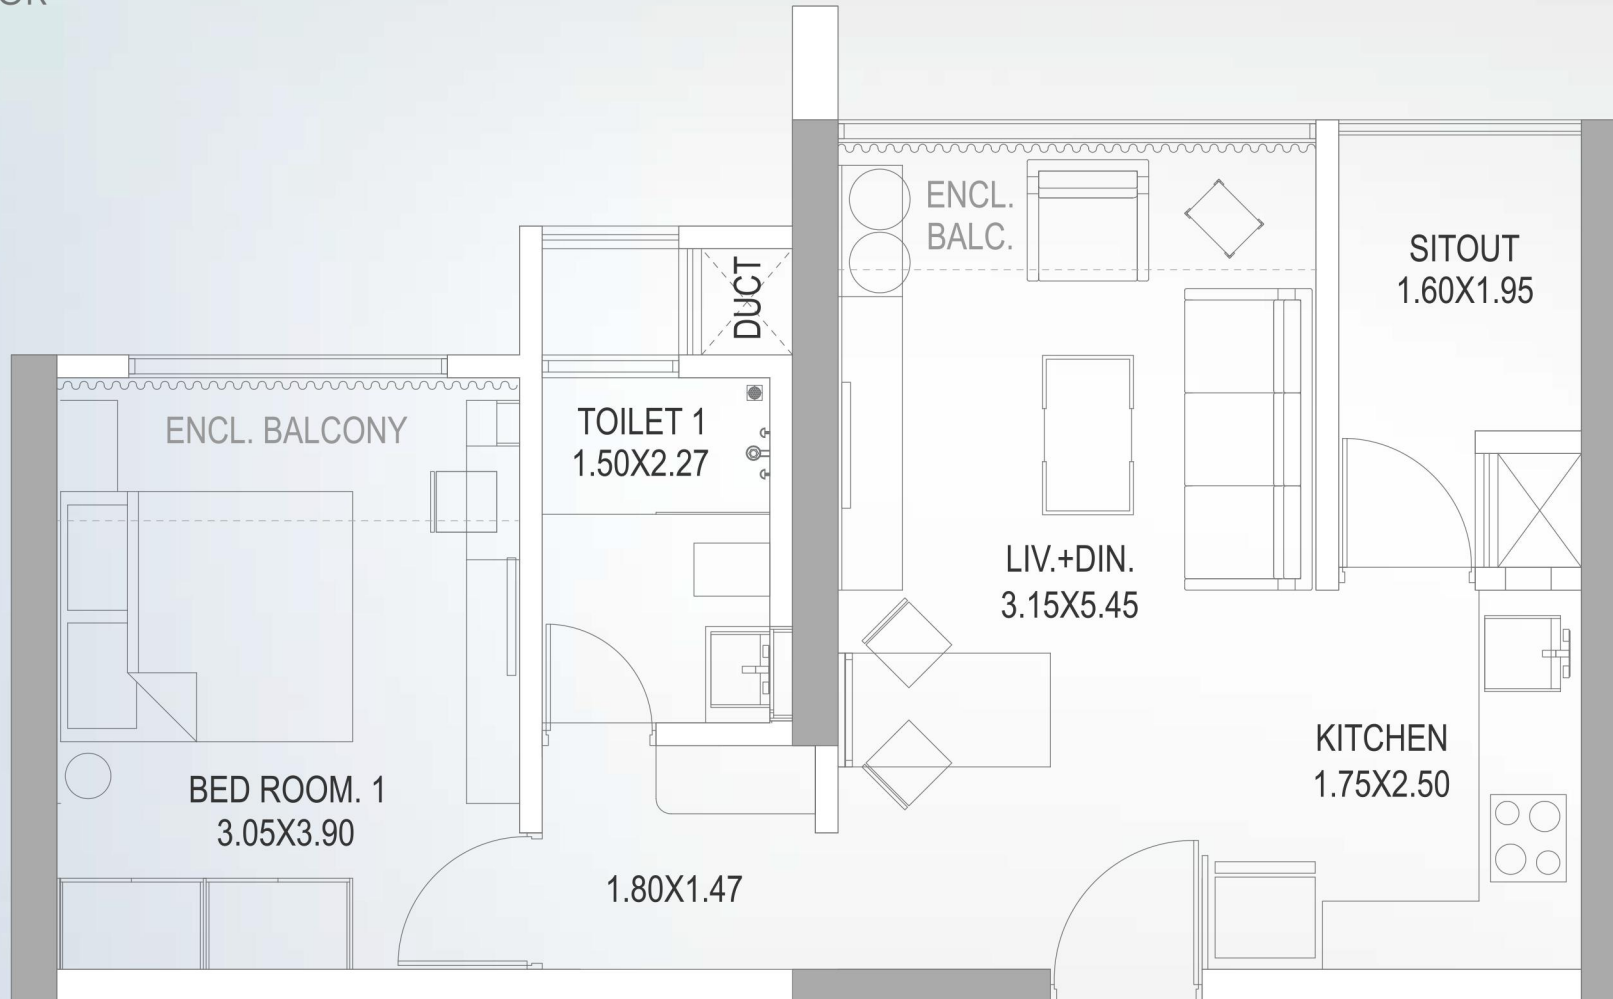 ENCL.
BALC.
SITOUT
1.60X1.95
DUCT
ENCL. BALCONY
TOILET 1
1.50X2.27
LIV.+DIN.
3.15X5.45
KITCHEN
1.75X2.50
BED ROOM. 1
3.05X3.90
1.80X1.47